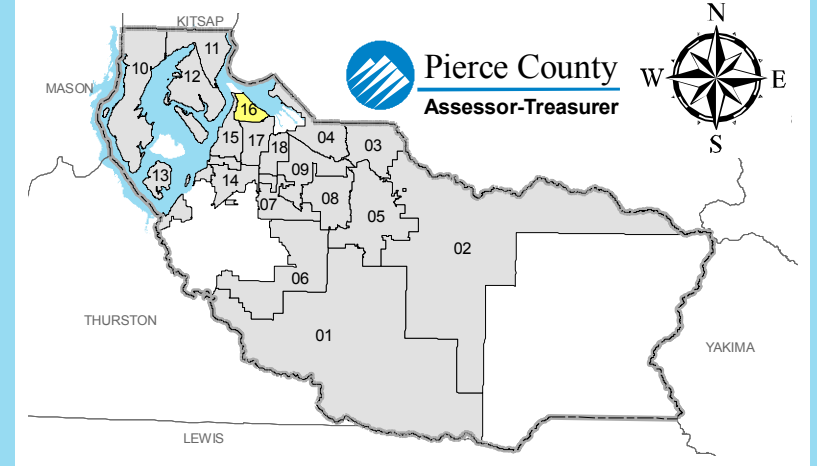 KITSAP
N
11
10
12
Pierce County
MASON
W
E
16
Assessor-Treasurer
15
17
04
18
03
S
09
13
14
08
07
05
02
06
THURSTON
01
YAKIMA
LEWIS